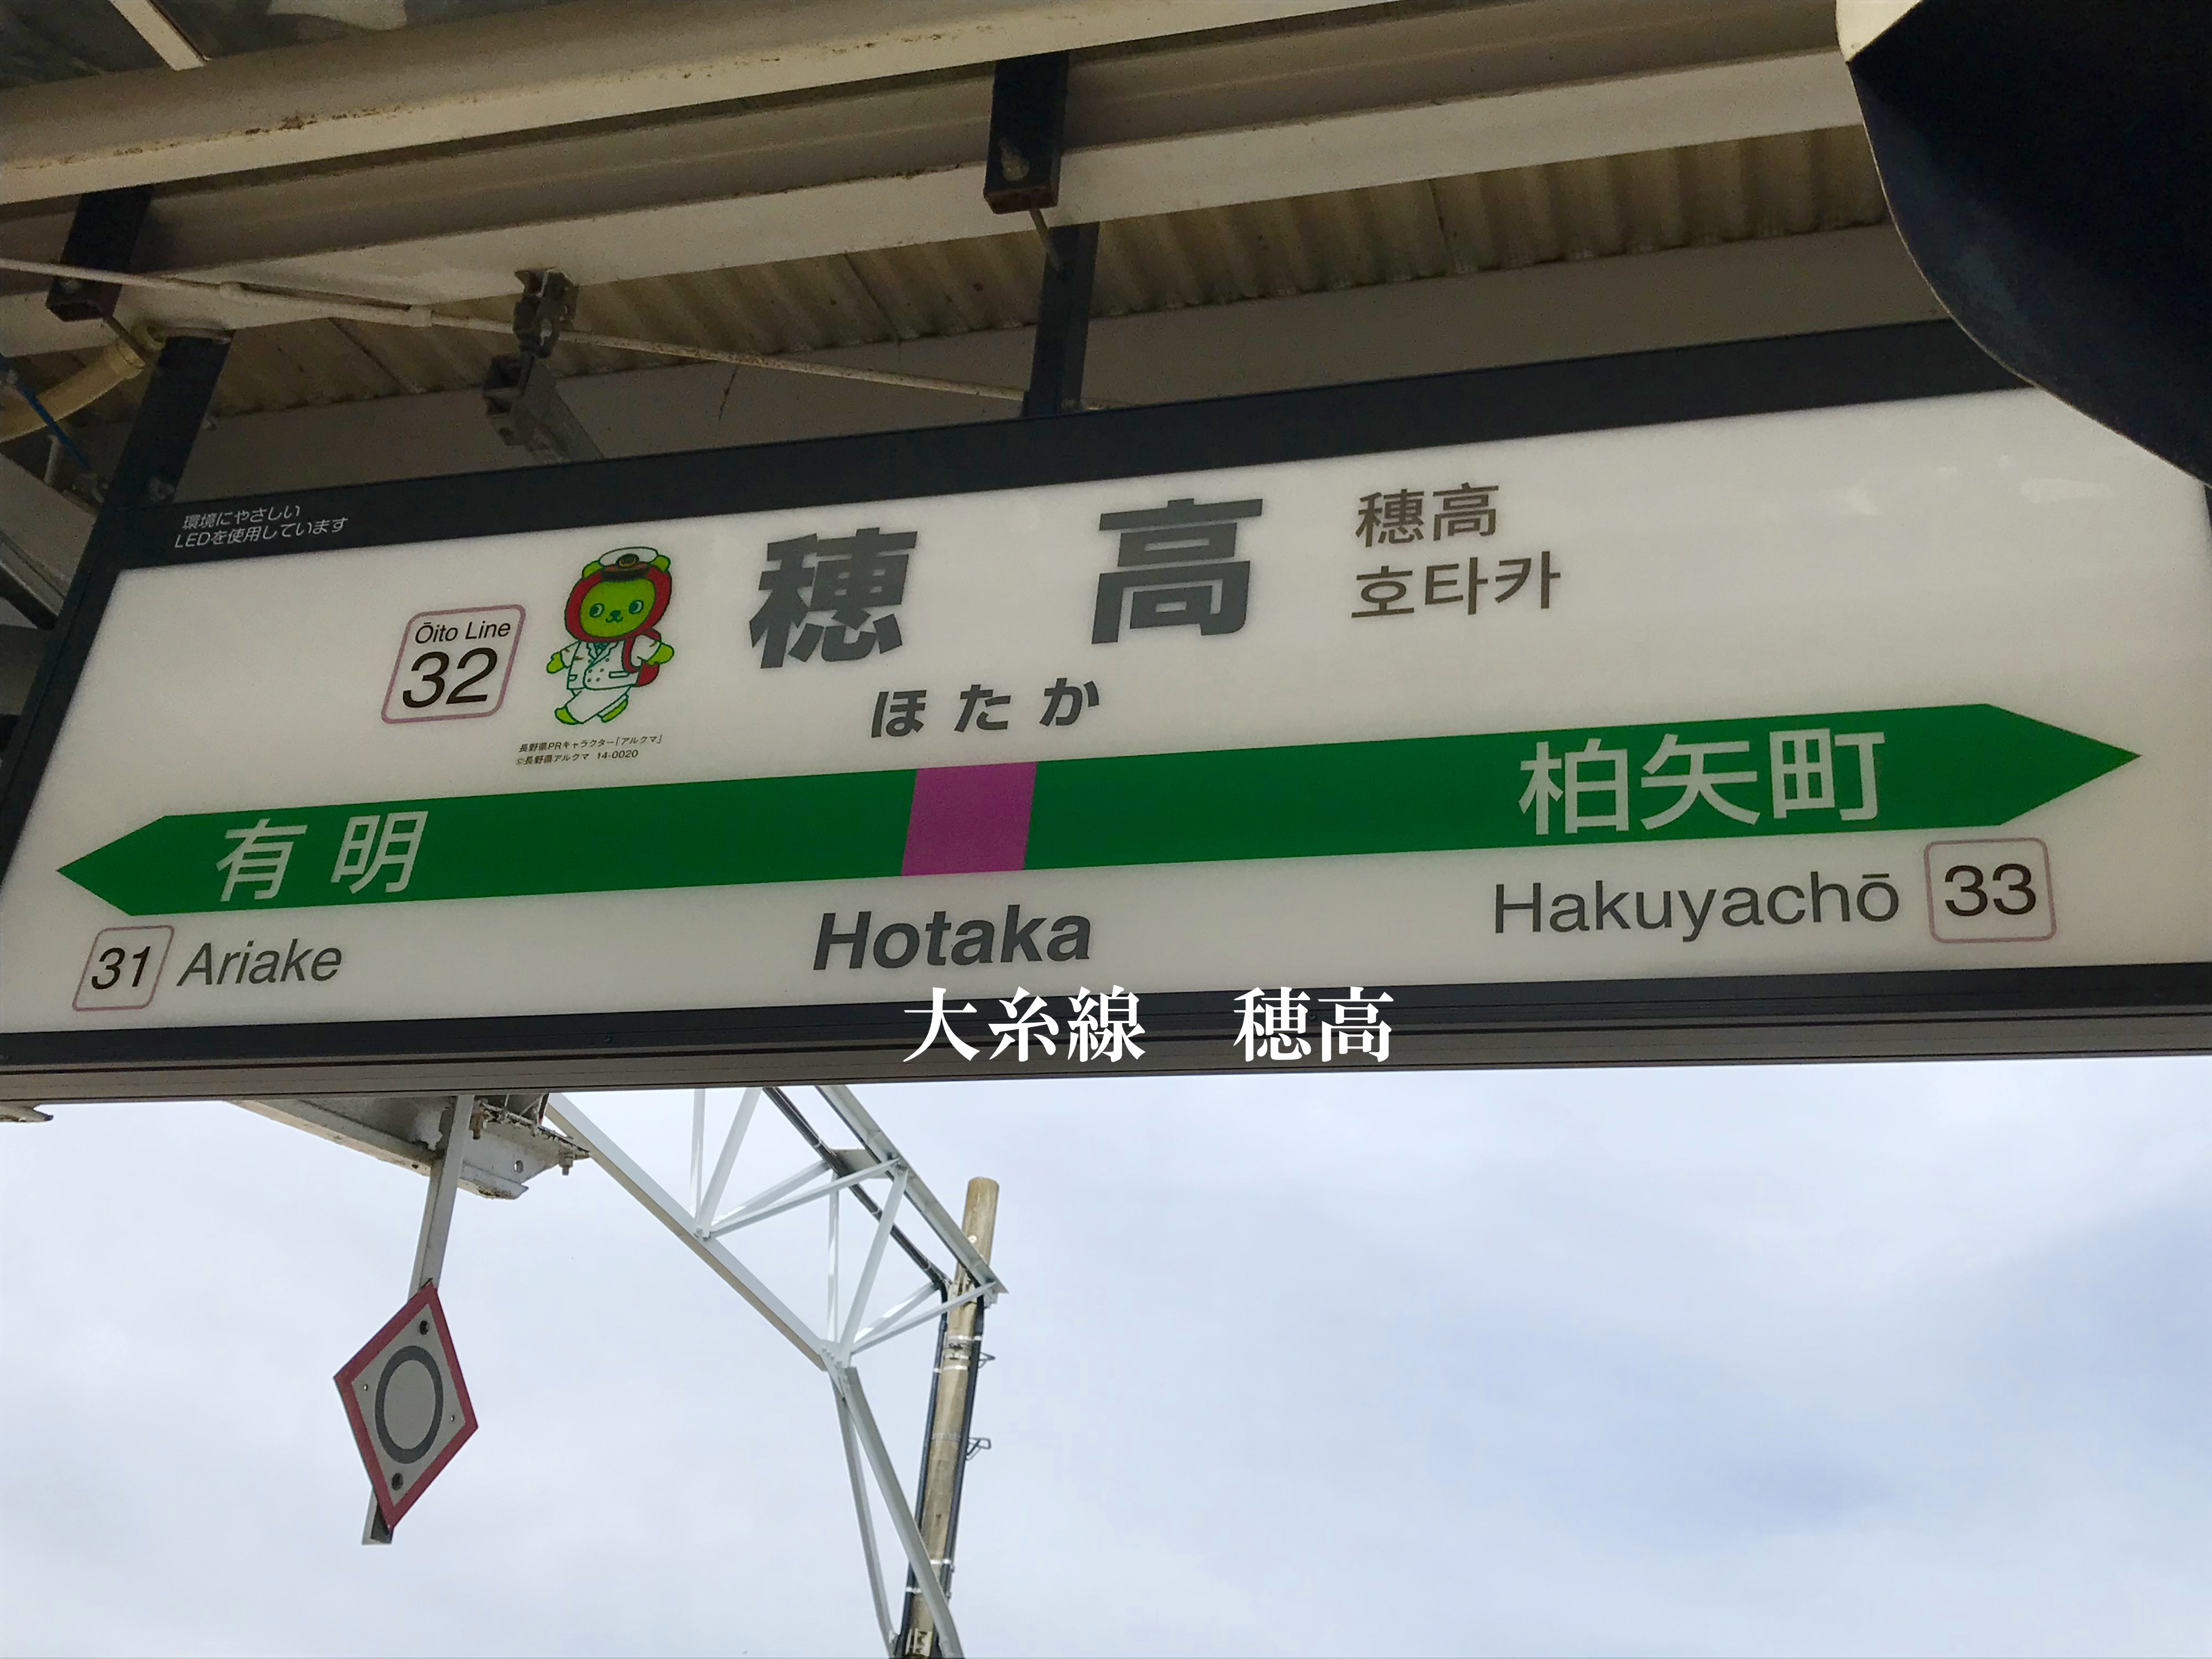 環境にやさしい
LEDを使用しています
Ōito Line
32
長野県PRキャラクター「アルクマ」
©長野県アルクマ 14-0020
穂高
ほたか
穗高
호타카
有明
柏矢町
31 Ariake
Hotaka
Hakuyachō 33
大糸線 穂高